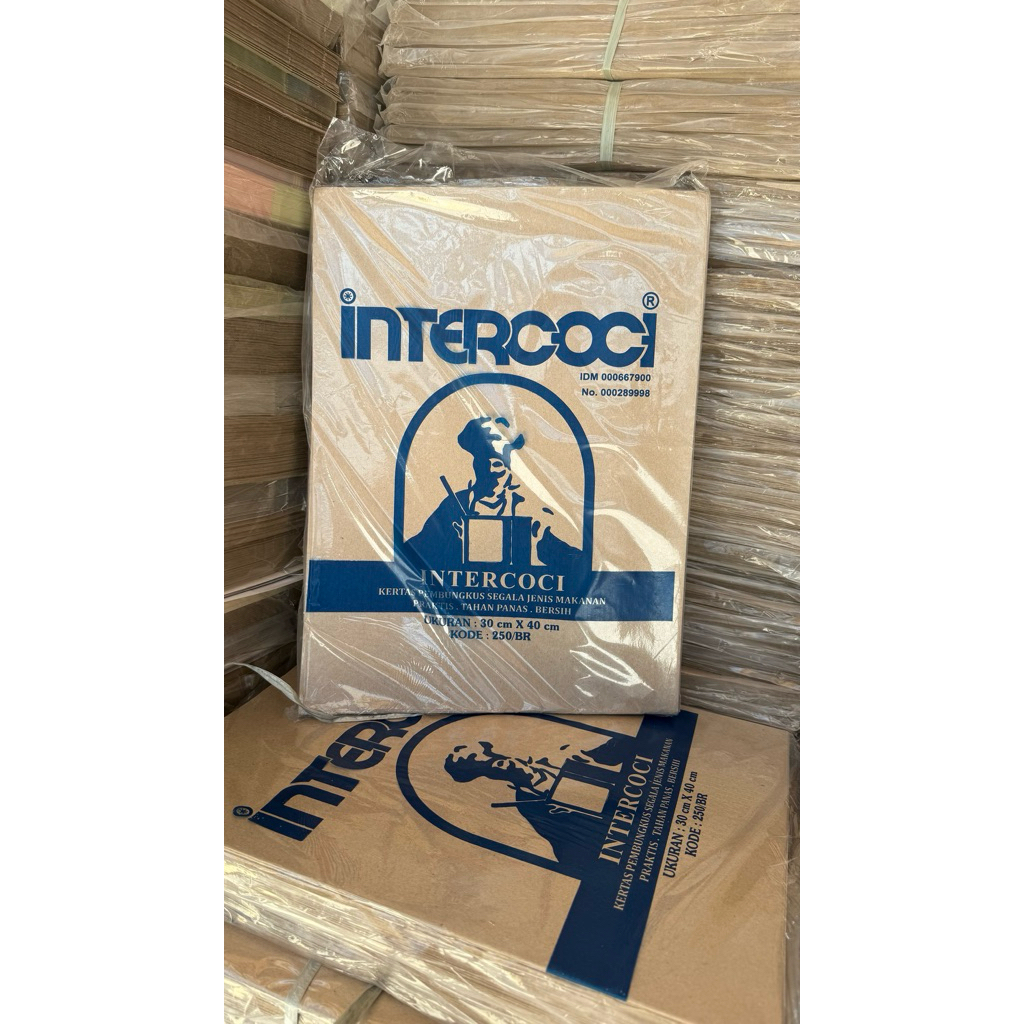 INTERCOCI®
IDM 000667900
No. 000289998
INTERCOCI
KERTAS PEMBUNGKUS SEGALA JENIS MAKANAN
PRAKTIS . TAHAN PANAS . BERSIH
UKURAN : 30 cm X 40 cm
KODE : 250/BR
INTERC
INTERCOCI
KERTAS PEMBUNGKUS SEGALA JENIS MAKANAN
PRAKTIS . TAHAN PANAS . BERSIH
UKURAN : 30 cm X 40 cm
KODE : 250/BR